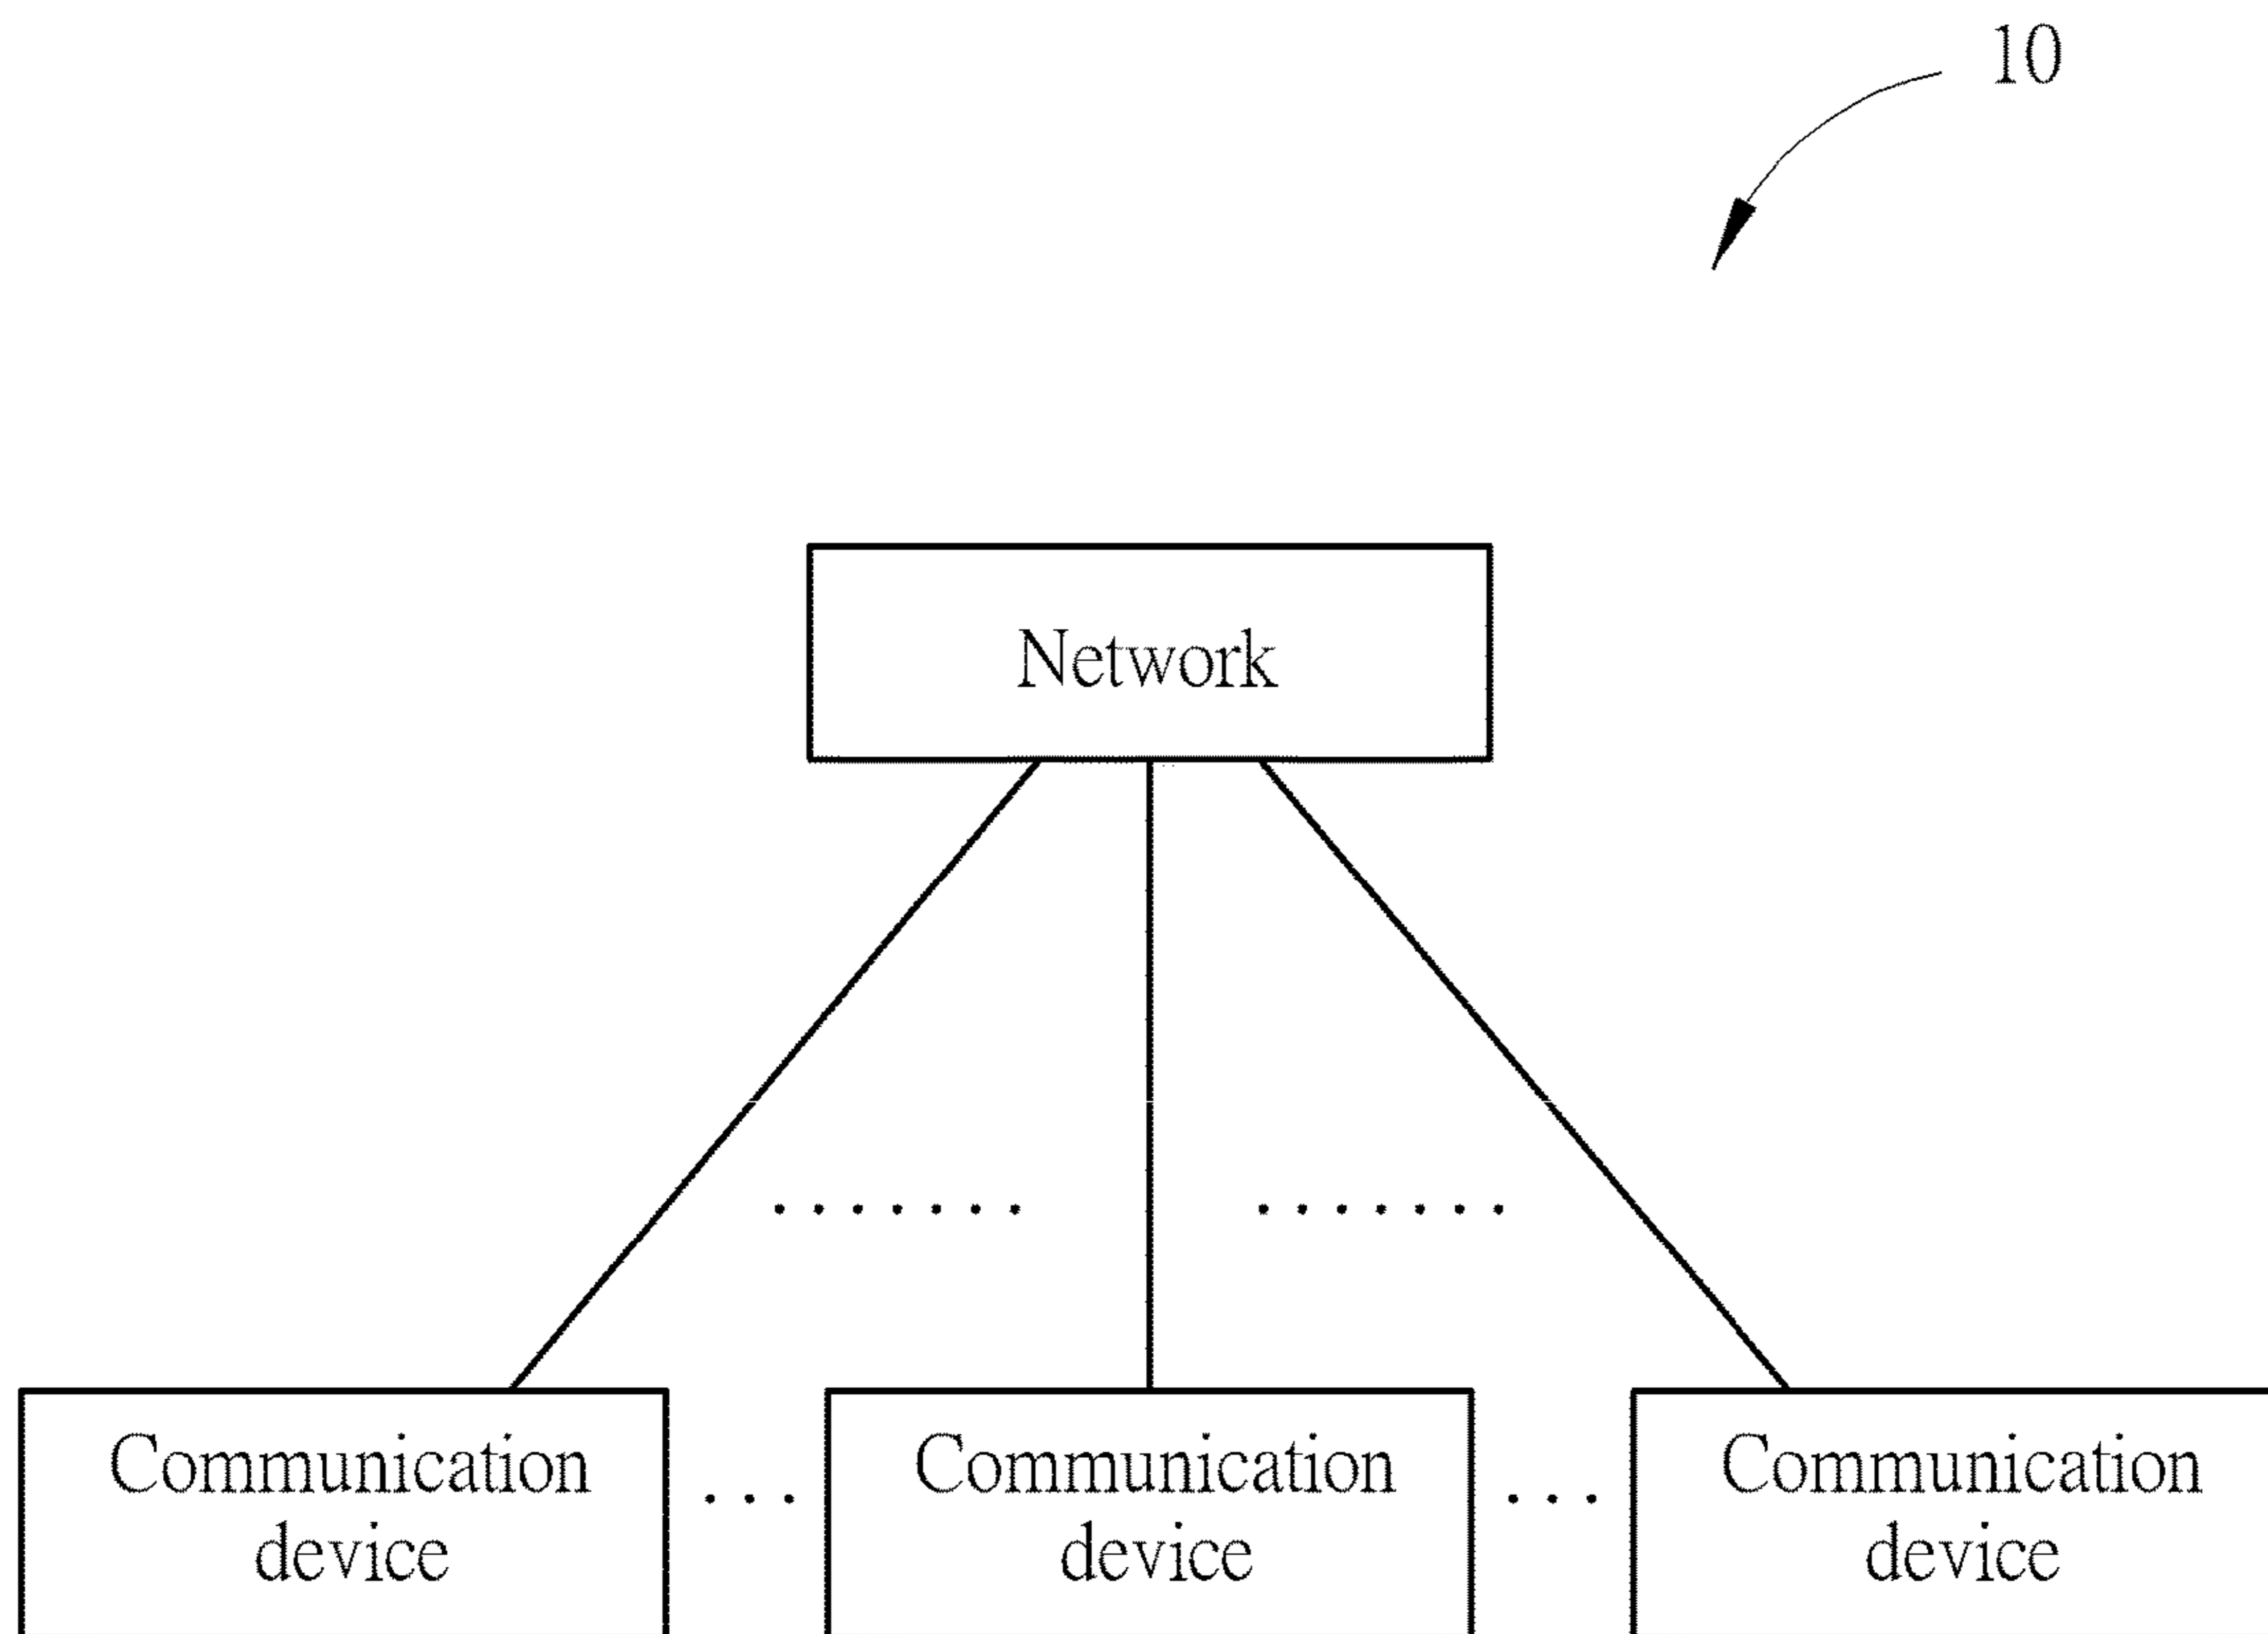 10
Network
Communication
device
Communication
device
Communication
device